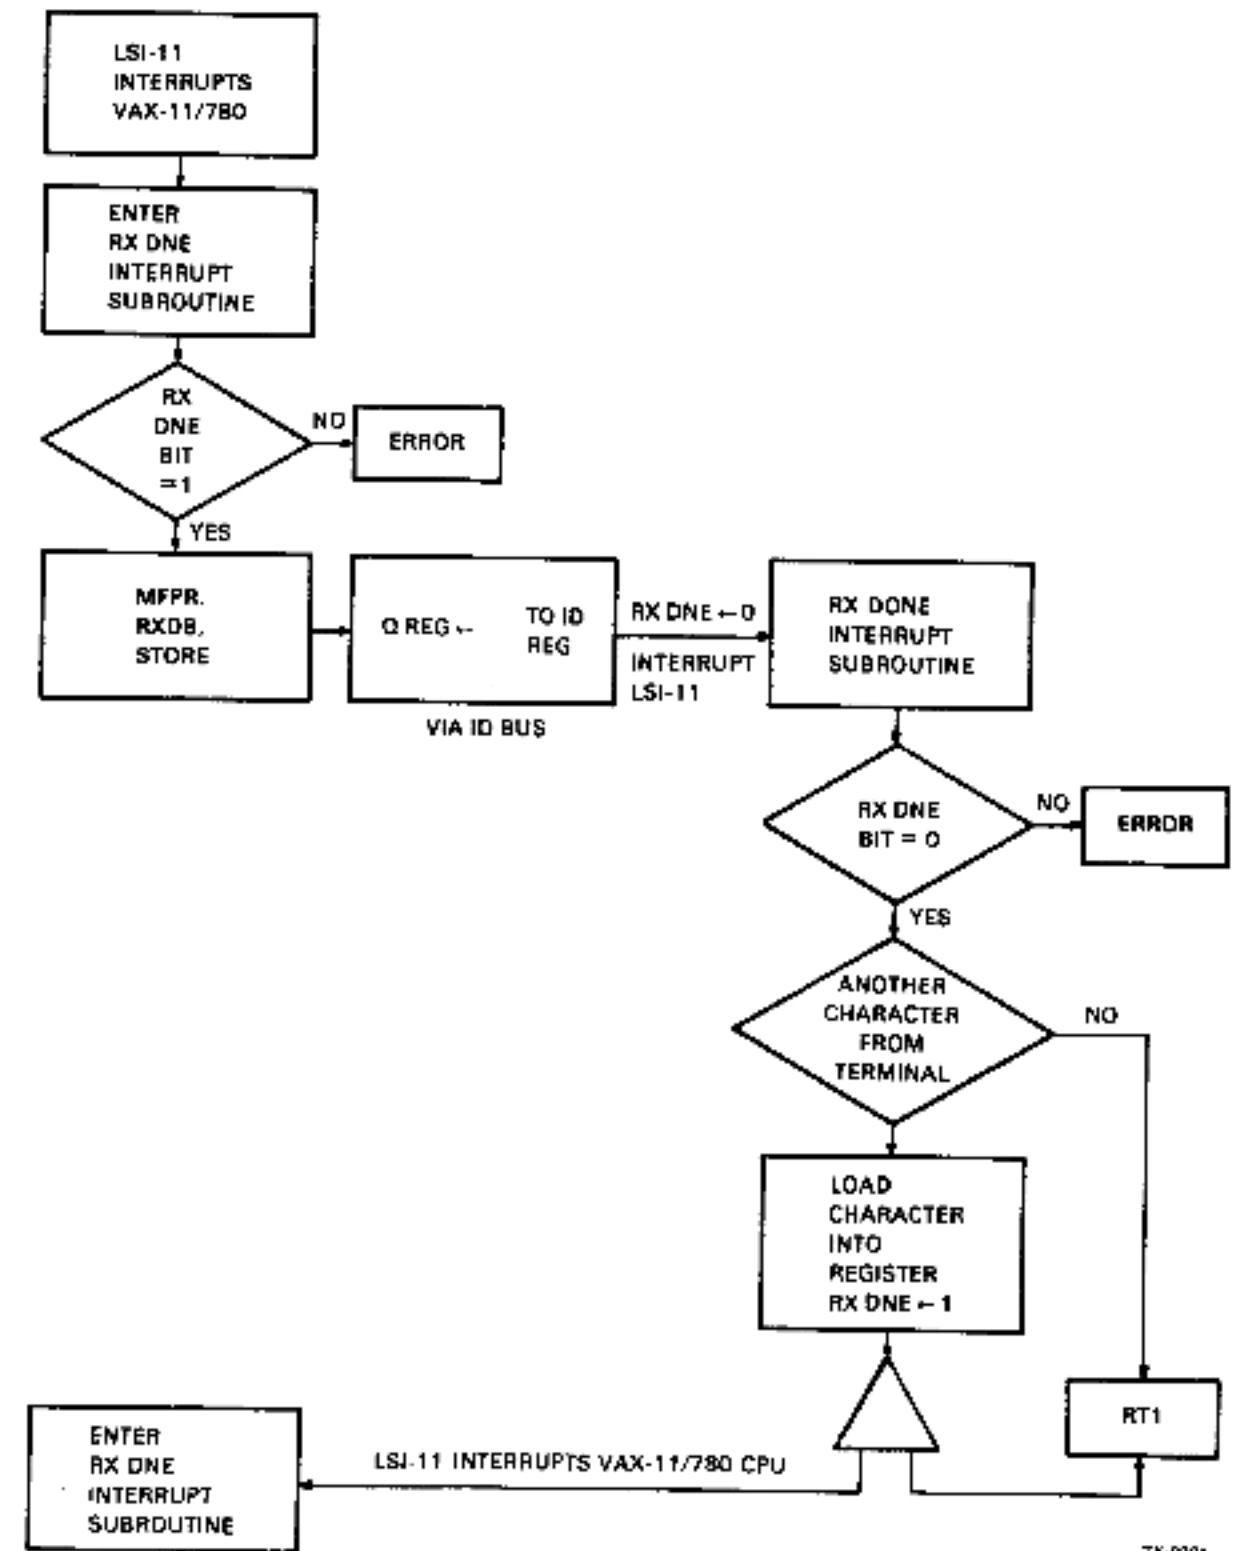 LSI-11
INTERRUPTS
VAX-11/780
ENTER
RX DNE
INTERRUPT
SUBROUTINE
RX
DNE
BIT
=1
NO
ERROR
YES
MFPR.
RXDB,
STORE
Q REG ←
TO ID
REG
VIA ID BUS
RX DNE ← 0
INTERRUPT
LSI-11
RX DONE
INTERRUPT
SUBROUTINE
RX DNE
BIT = 0
NO
ERROR
YES
ANOTHER
CHARACTER
FROM
TERMINAL
NO
LOAD
CHARACTER
INTO
REGISTER
RX DNE ← 1
RT1
LSI-11 INTERRUPTS VAX-11/780 CPU
ENTER
RX DNE
INTERRUPT
SUBROUTINE